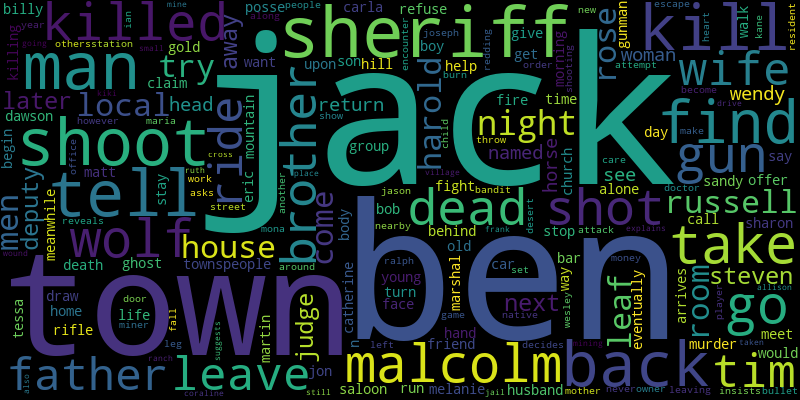 billy killed mine posse carla refuse new escape
along people sheriff jack kill
killing year gold away boy give gunman heart kane
going othersstation want upon son encounter joseph get rose walk resident
man try hill help redding woman wife
later local claim head return morning order burn attempt
dawson brother harold fire time find wendy become drive
begin however maria shoot ride show night day make
matt group named shooting throw gun say
men deputy tell stay office cross eric mountain horse church see care doctor
work ruth place another child village alone sandy offer
asks street jason fight bandit russell
meanwhile reveals mona bob dead shot call sharon
wolf come body nearby behind stop attack explains
death ghost house townspeople desert frank take
draw around catherine ralph old car bar money allison
tessa home door life young marshal set way room steven
town ben turn face game next leaf arrives player go
rifle miner fall martin judge native wesley eventually meet
leg suggests n left hand friend decides mining murder taken would
father leave jon malcolm back tim
also ranch coraline still saloon run melanie jail husband mother never owner leaving insists bullet